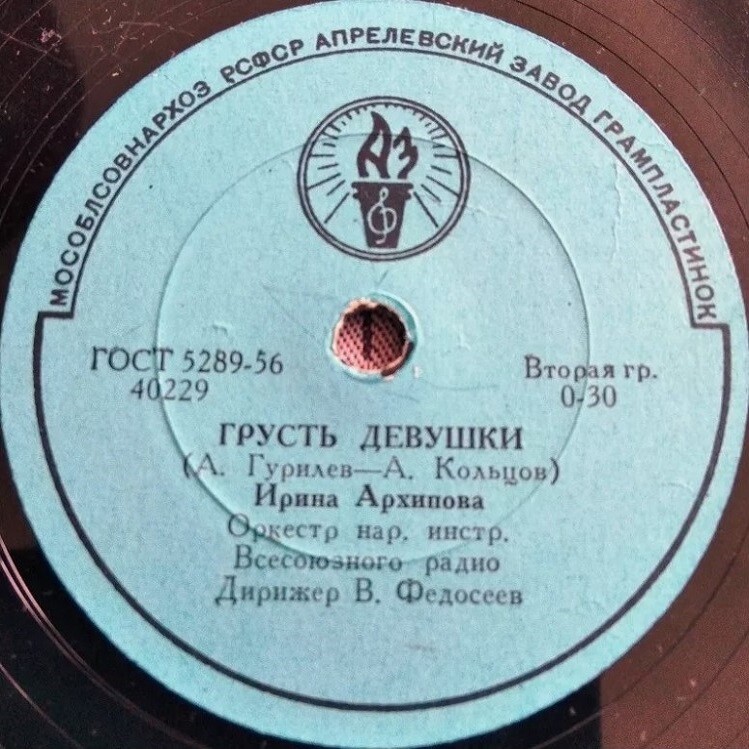 МОСОБЛСОВНАРХОЗ РСФСР АПРЕЛЕВСКИЙ ЗАВОД ГРАМПЛАСТИНОК
АЗ
ГОСТ 5289-56
40229
Вторая гр.
0-30
ГРУСТЬ ДЕВУШКИ
(А. Гурилев—А. Кольцов)
Ирина Архипова
Оркестр нар. инстр.
Всесоюзного радио
Дирижер В. Федосеев